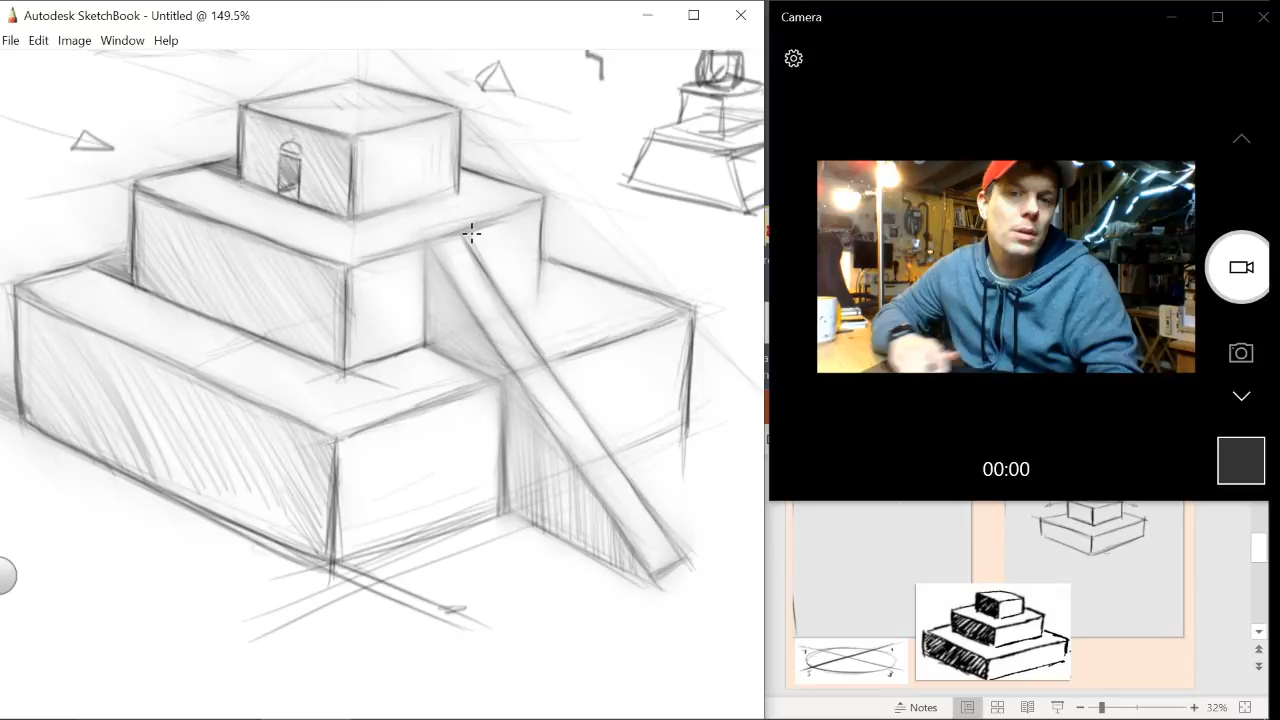 Autodesk SketchBook - Untitled @ 149.5%
File Edit Image Window Help
Camera
00:00
Notes
32%